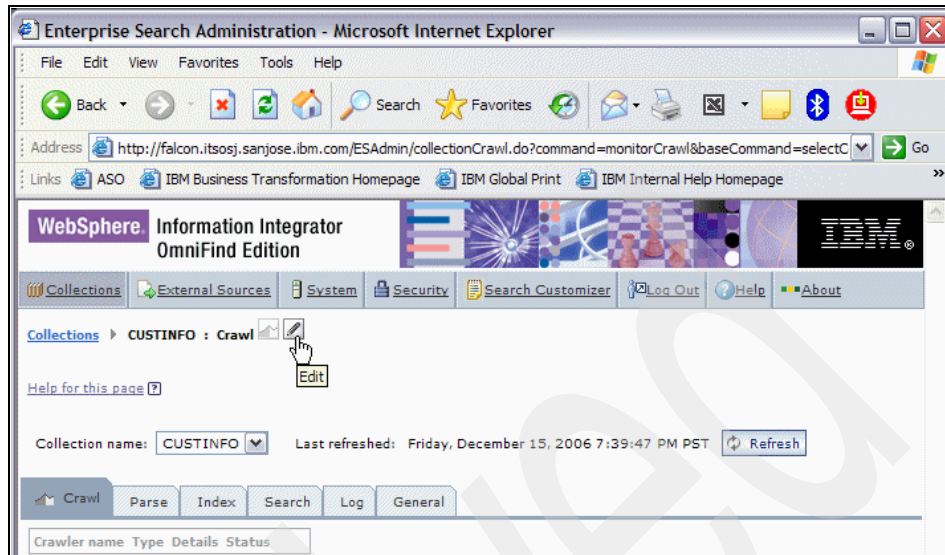 Enterprise Search Administration - Microsoft Internet Explorer
File Edit View Favorites Tools Help
Back Search Favorites
Address http://falcon.itsosj.sanjose.ibm.com/ESAdmin/collectionCrawl.do?command=monitorCrawl&baseCommand=selectC Go
Links ASO IBM Business Transformation Homepage IBM Global Print IBM Internal Help Homepage »
WebSphere. Information Integrator
OmniFind Edition
IBM®
Collections External Sources System Security Search Customizer Log Out Help About
Collections CUSTINFO : Crawl
Edit
Help for this page ?
Collection name: CUSTINFO Last refreshed: Friday, December 15, 2006 7:39:47 PM PST Refresh
Crawl Parse Index Search Log General
Crawler name Type Details Status